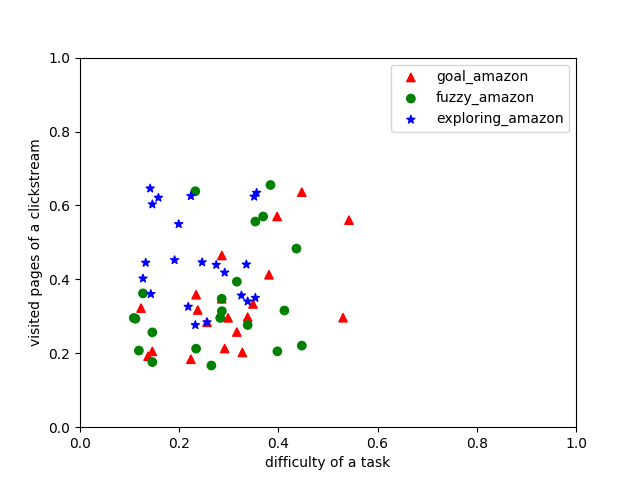 goal_amazon
fuzzy_amazon
exploring_amazon
visited pages of a clickstream
1.0
0.8
0.6
0.4
0.2
0.0
0.0 0.2 0.4 0.6 0.8 1.0
difficulty of a task